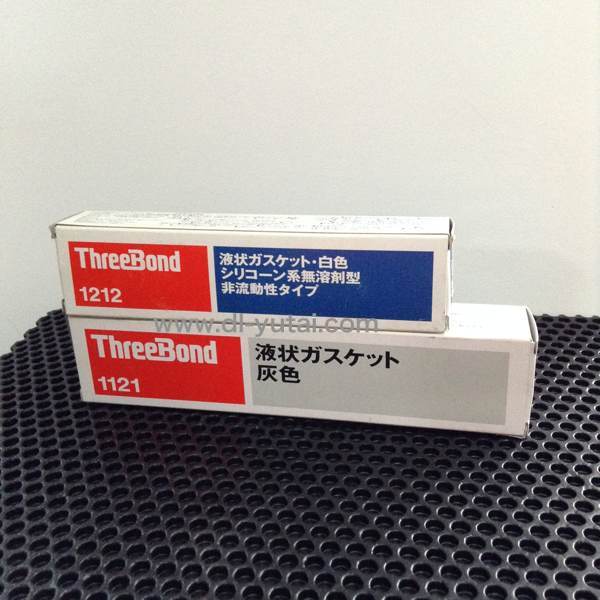 ThreeBond
1212
液状ガスケット・白色
シリコーン系無溶剤型
非流動性タイプ
www.dl-yutai.com
ThreeBond
1121
液状ガスケット
灰色